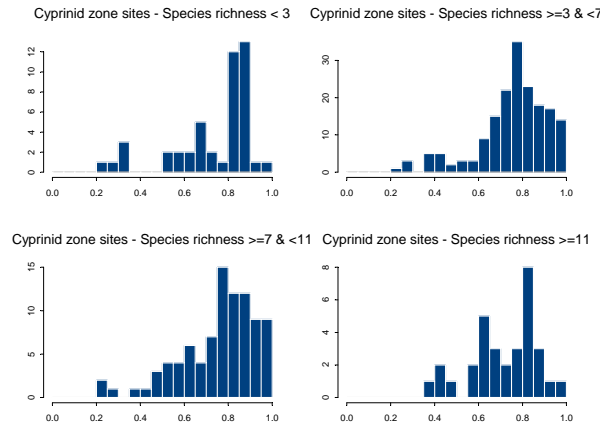 Cyprinid zone sites - Species richness < 3
Cyprinid zone sites - Species richness >=3 & <7
12
10
8
6
4
2
0
0.0 0.2 0.4 0.6 0.8 1.0
30
20
10
0
0.0 0.2 0.4 0.6 0.8 1.0
Cyprinid zone sites - Species richness >=7 & <11
Cyprinid zone sites - Species richness >=11
15
10
5
0
0.0 0.2 0.4 0.6 0.8 1.0
8
6
4
2
0
0.0 0.2 0.4 0.6 0.8 1.0